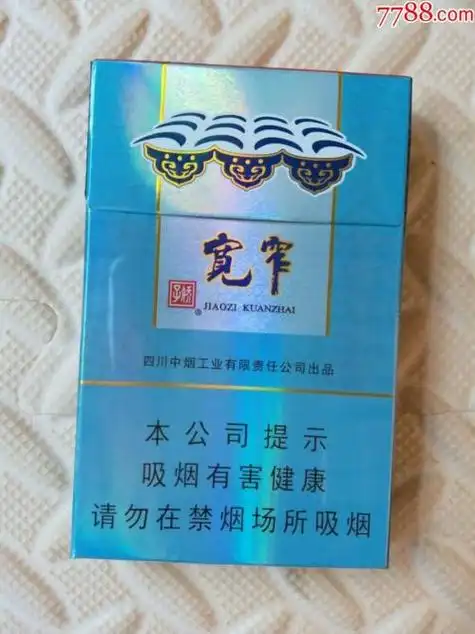 7788.com
宽窄
娇子
®
JIAOZI KUANZHAI
四川中烟工业有限责任公司出品
本公司提示
吸烟有害健康
请勿在禁烟场所吸烟